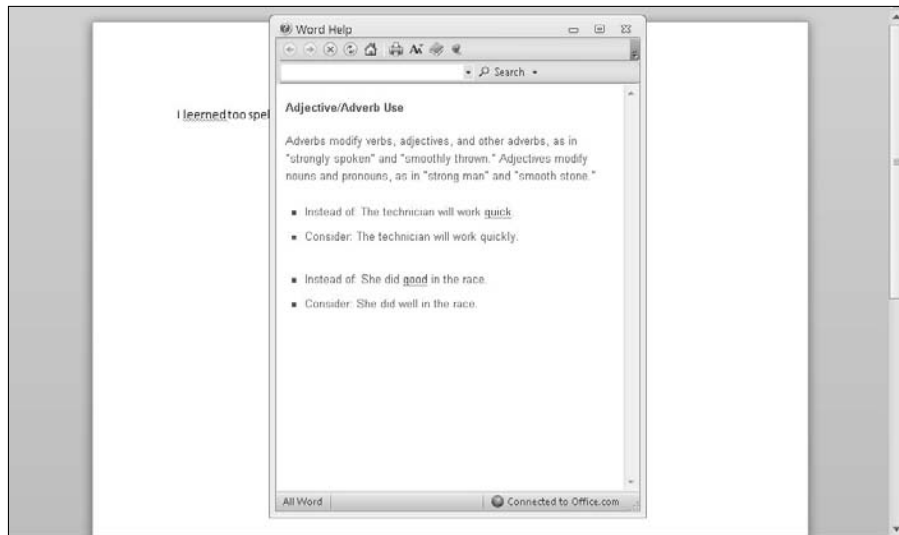 Word Help
Search
Adjective/Adverb Use
I leerned too spel
Adverbs modify verbs, adjectives, and other adverbs, as in
"strongly spoken" and "smoothly thrown." Adjectives modify
nouns and pronouns, as in "strong man" and "smooth stone."
Instead of: The technician will work quick.
Consider: The technician will work quickly.
Instead of: She did good in the race.
Consider: She did well in the race.
All Word
Connected to Office.com